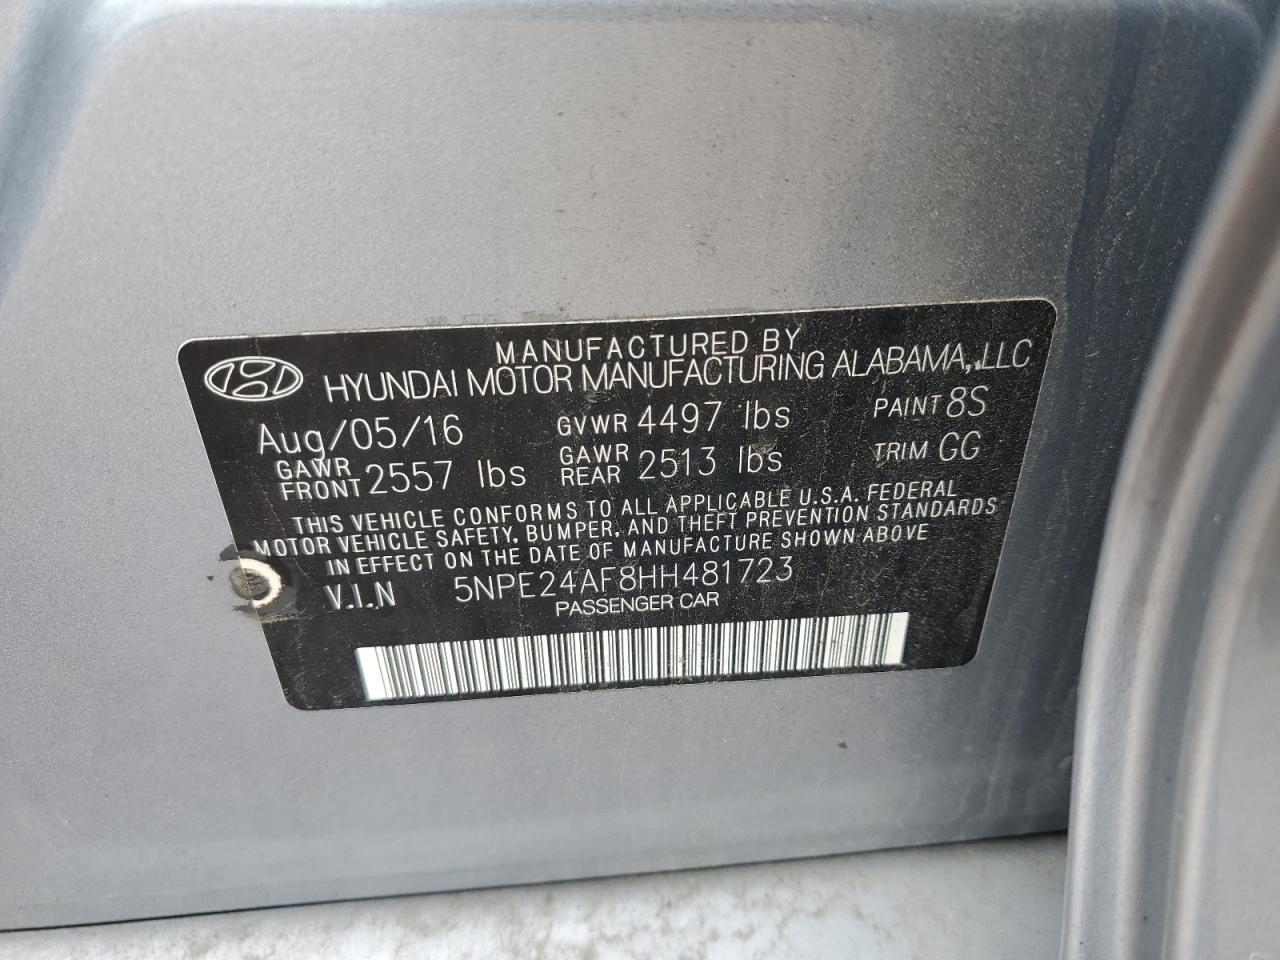 MANUFACTURED BY
HYUNDAI MOTOR MANUFACTURING ALABAMA, LLC
Aug/05/16 GVWR 4497 lbs PAINT 8S
GAWR FRONT 2557 lbs GAWR REAR 2513 lbs TRIM GG
THIS VEHICLE CONFORMS TO ALL APPLICABLE U.S.A. FEDERAL
MOTOR VEHICLE SAFETY, BUMPER, AND THEFT PREVENTION STANDARDS
IN EFFECT ON THE DATE OF MANUFACTURE SHOWN ABOVE
V.I.N 5NPE24AF8HH481723
PASSENGER CAR